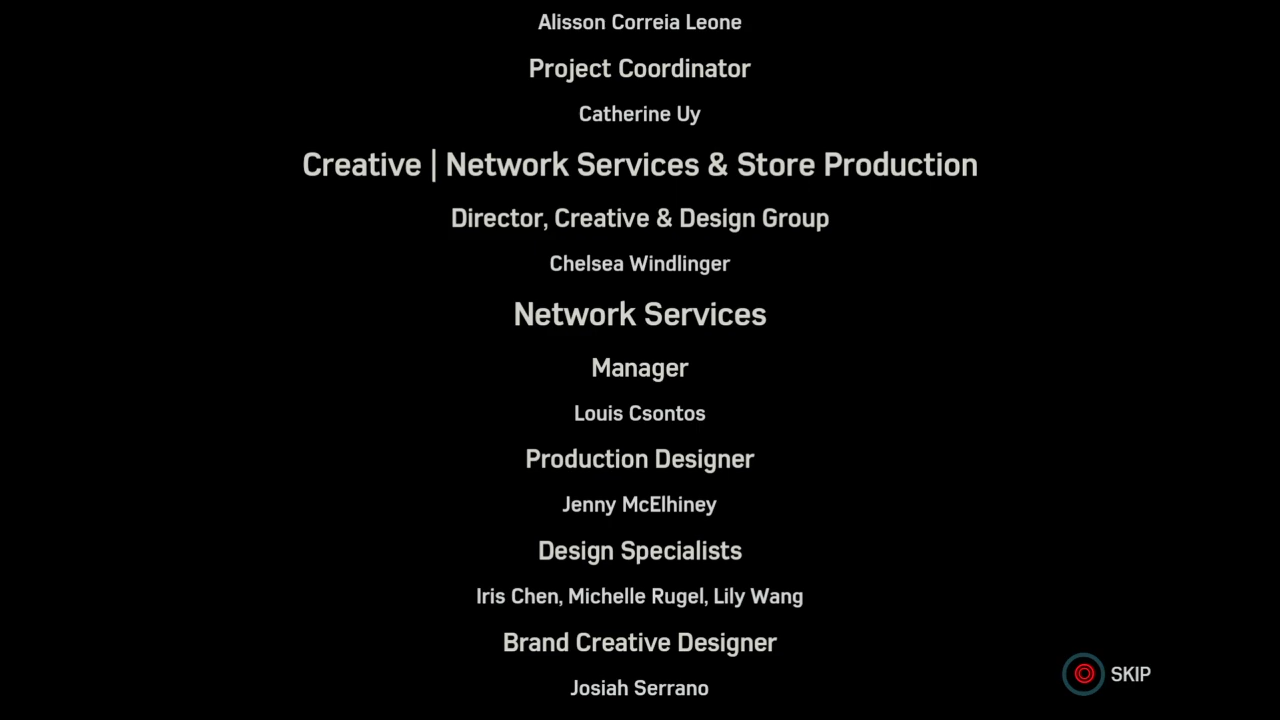 Alisson Correia Leone
Project Coordinator
Catherine Uy
Creative | Network Services & Store Production
Director, Creative & Design Group
Chelsea Windlinger
Network Services
Manager
Louis Csontos
Production Designer
Jenny McElhiney
Design Specialists
Iris Chen, Michelle Rugel, Lily Wang
Brand Creative Designer
Josiah Serrano
SKIP